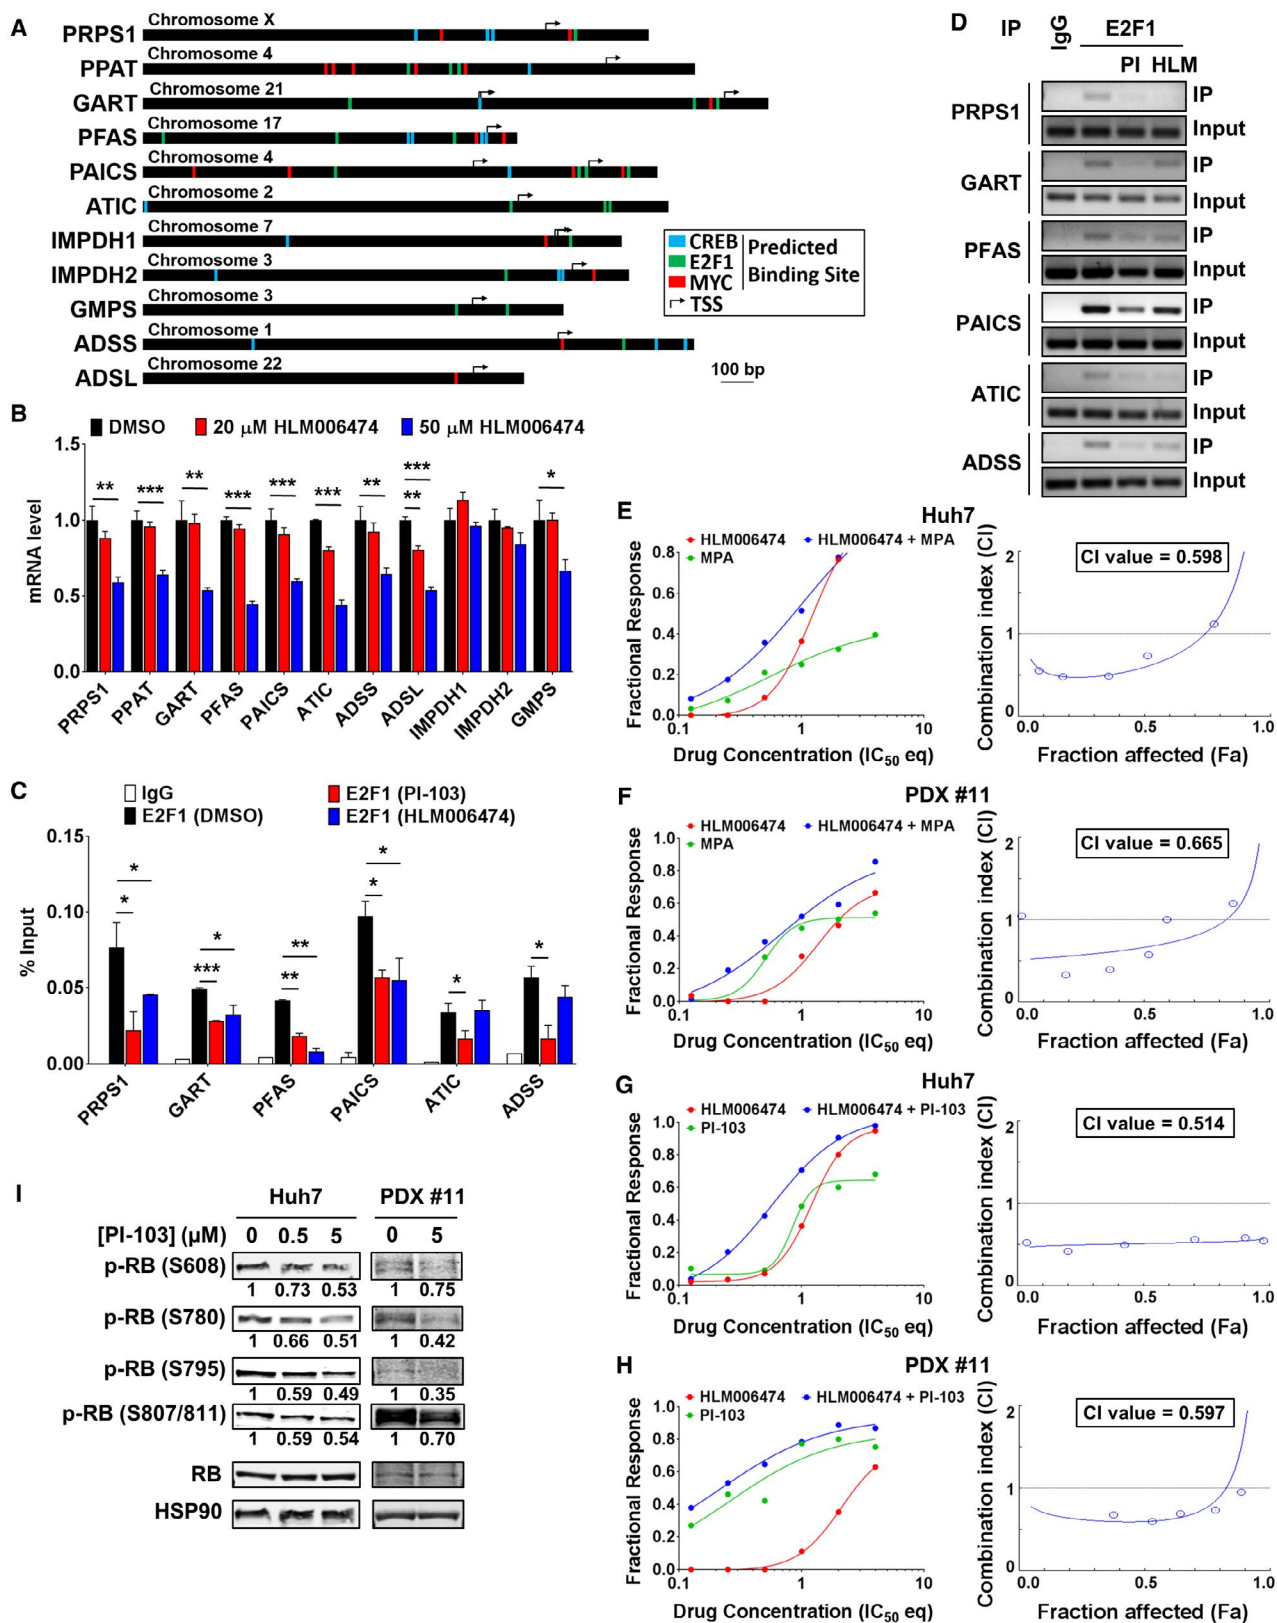 A
PRPS1 Chromosome X
PPAT Chromosome 4
GART Chromosome 21
PFAS Chromosome 17
PAICS Chromosome 4
ATIC Chromosome 2
IMPDH1 Chromosome 7
IMPDH2 Chromosome 3
GMPS Chromosome 3
ADSS Chromosome 1
ADSL Chromosome 22
CREB
E2F1
MYC
Predicted
Binding Site
TSS
100 bp
B
DMSO 20 μM HLM006474 50 μM HLM006474
mRNA level
1.5
1.0
0.5
0.0
** *** ** *** *** *** ** *** ** *
PRPS1 PPAT GART PFAS PAICS ATIC ADSS ADSL IMPDH1 IMPDH2 GMPS
C
IgG E2F1 (PI-103)
E2F1 (DMSO) E2F1 (HLM006474)
% Input
0.15
0.10
0.05
0.00
* * * *** ** ** * * * *
PRPS1 GART PFAS PAICS ATIC ADSS
D
IP IgG E2F1
PI HLM
PRPS1 IP
Input
GART IP
Input
PFAS IP
Input
PAICS IP
Input
ATIC IP
Input
ADSS IP
Input
E
Huh7
HLM006474 HLM006474 + MPA
MPA
Fractional Response
0.8
0.6
0.4
0.2
0.0
0.1 1 10
Drug Concentration (IC50 eq)
CI value = 0.598
Combination index (CI)
2
1
0
0.0 0.5 1.0
Fraction affected (Fa)
F
PDX #11
HLM006474 HLM006474 + MPA
MPA
Fractional Response
1.0
0.8
0.6
0.4
0.2
0.0
0.1 1 10
Drug Concentration (IC50 eq)
CI value = 0.665
Combination index (CI)
2
1
0
0.0 0.5 1.0
Fraction affected (Fa)
G
Huh7
HLM006474 HLM006474 + PI-103
PI-103
Fractional Response
1.0
0.8
0.6
0.4
0.2
0.0
0.1 1 10
Drug Concentration (IC50 eq)
CI value = 0.514
Combination index (CI)
2
1
0
0.0 0.5 1.0
Fraction affected (Fa)
H
PDX #11
HLM006474 HLM006474 + PI-103
PI-103
Fractional Response
1.0
0.8
0.6
0.4
0.2
0.0
0.1 1 10
Drug Concentration (IC50 eq)
CI value = 0.597
Combination index (CI)
2
1
0
0.0 0.5 1.0
Fraction affected (Fa)
I
Huh7 PDX #11
[PI-103] (μM) 0 0.5 5 0 5
p-RB (S608)
1 0.73 0.53 1 0.75
p-RB (S780)
1 0.66 0.51 1 0.42
p-RB (S795)
1 0.59 0.49 1 0.35
p-RB (S807/811)
1 0.59 0.54 1 0.70
RB
HSP90